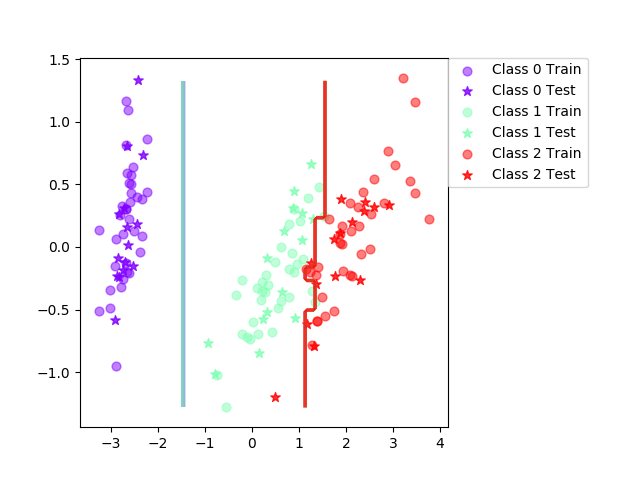 1.5
1.0
0.5
0.0
−0.5
−1.0
−3 −2 −1 0 1 2 3 4
Class 0 Train
Class 0 Test
Class 1 Train
Class 1 Test
Class 2 Train
Class 2 Test